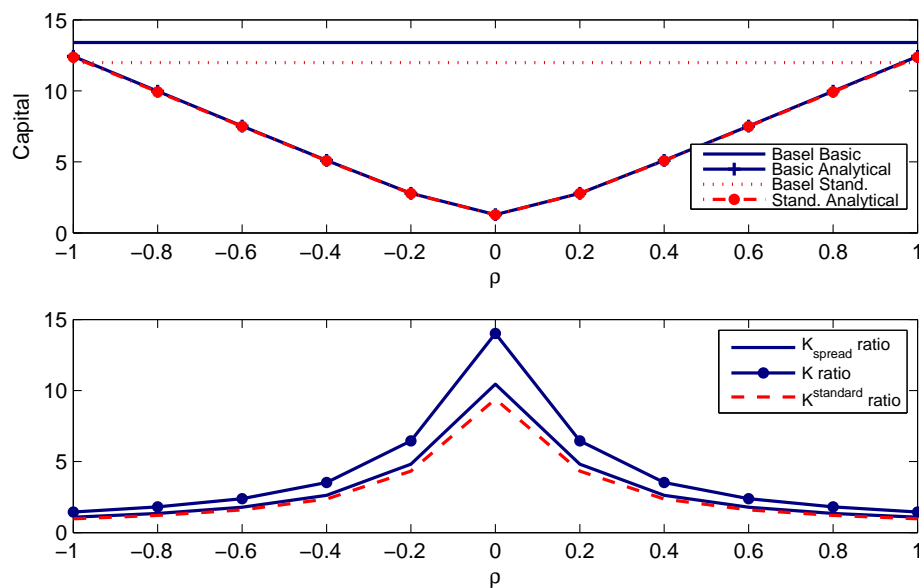 15
10
5
0
Capital
Basel Basic
Basic Analytical
Basel Stand.
Stand. Analytical
−1 −0.8 −0.6 −0.4 −0.2 0 0.2 0.4 0.6 0.8 1
ρ
15
10
5
0
K_spread ratio
K ratio
K^standard ratio
−1 −0.8 −0.6 −0.4 −0.2 0 0.2 0.4 0.6 0.8 1
ρ